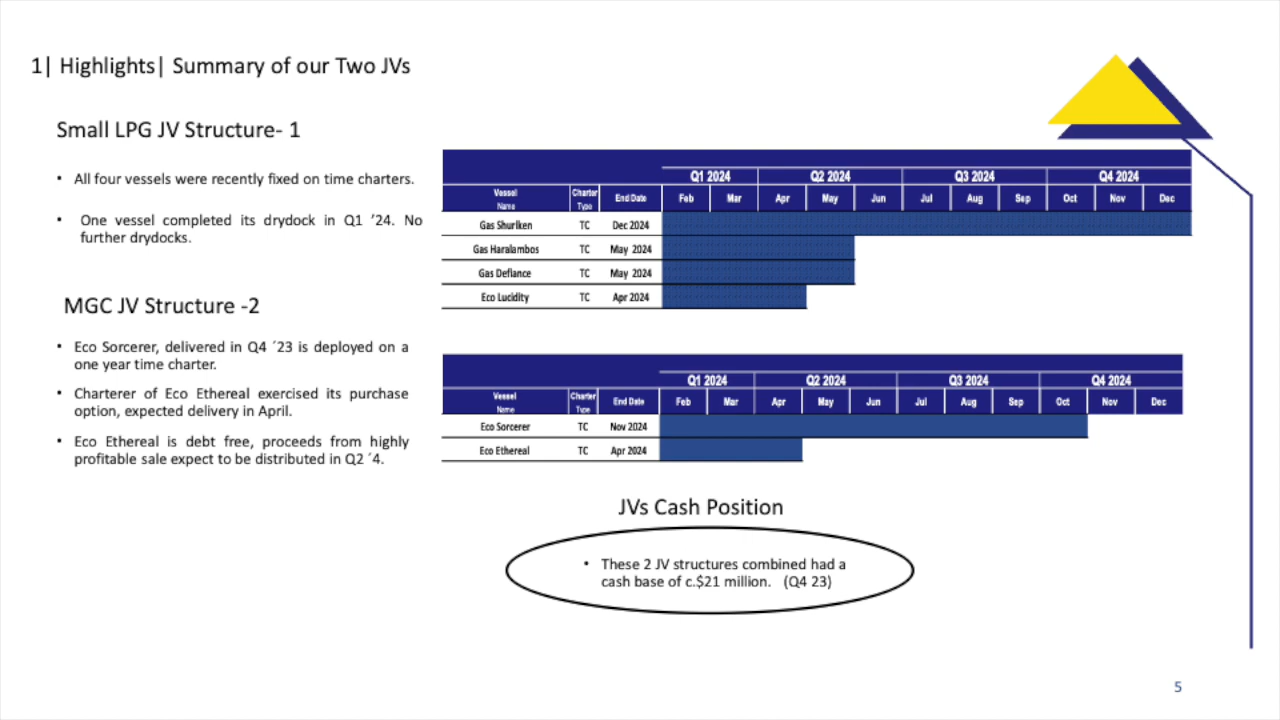 1| Highlights| Summary of our Two JVs
Small LPG JV Structure- 1
• All four vessels were recently fixed on time charters.
• One vessel completed its drydock in Q1 ’24. No
further drydocks.
MGC JV Structure -2
• Eco Sorcerer, delivered in Q4 ´23 is deployed on a
one year time charter.
• Charterer of Eco Ethereal exercised its purchase
option, expected delivery in April.
• Eco Ethereal is debt free, proceeds from highly
profitable sale expect to be distributed in Q2 ´4.
Q1 2024 Q2 2024 Q3 2024 Q4 2024
Vessel Name Charter Type End Date Feb Mar Apr May Jun Jul Aug Sep Oct Nov Dec
Gas Shuriken TC Dec 2024
Gas Haralambos TC May 2024
Gas Defiance TC May 2024
Eco Lucidity TC Apr 2024
Q1 2024 Q2 2024 Q3 2024 Q4 2024
Vessel Name Charter Type End Date Feb Mar Apr May Jun Jul Aug Sep Oct Nov Dec
Eco Sorcerer TC Nov 2024
Eco Ethereal TC Apr 2024
JVs Cash Position
• These 2 JV structures combined had a
cash base of c.$21 million. (Q4 23)
5